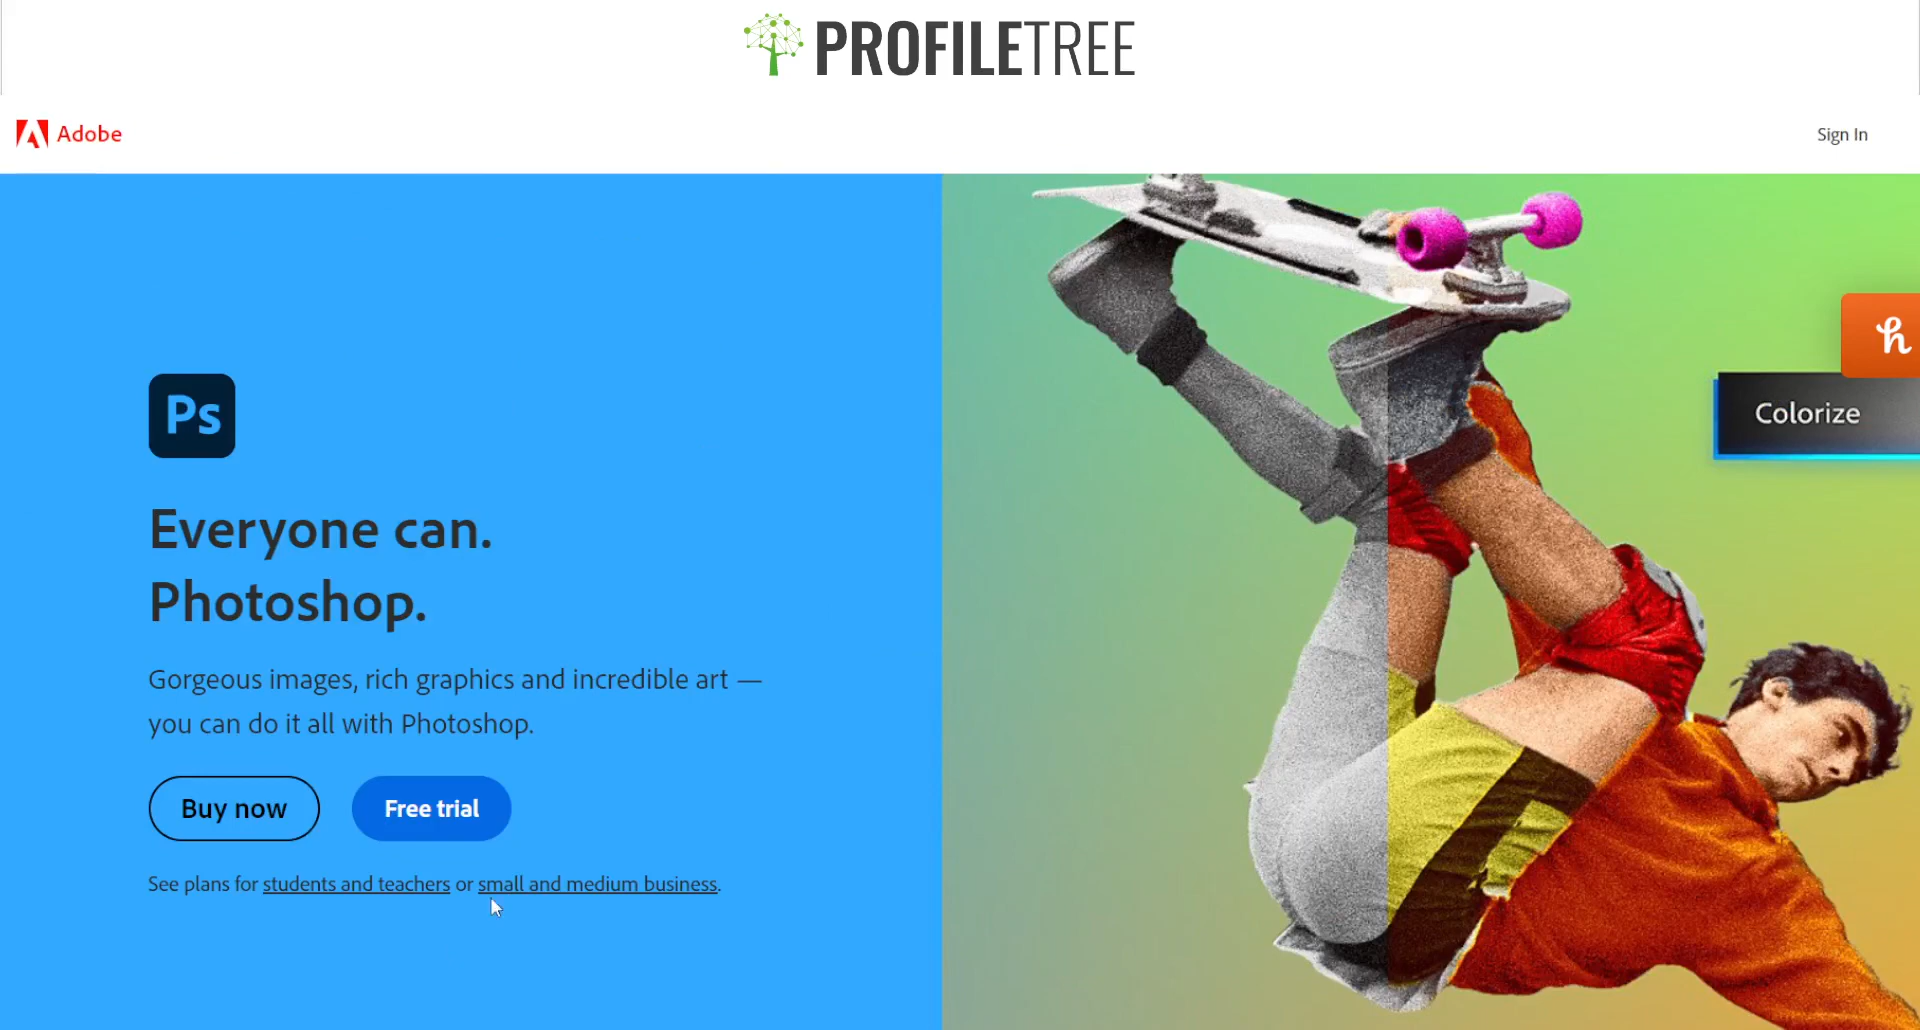 PROFILETREE
Adobe
Sign In
h
Colorize
Ps
Everyone can.
Photoshop.
Gorgeous images, rich graphics and incredible art —
you can do it all with Photoshop.
Buy now
Free trial
See plans for students and teachers or small and medium business.